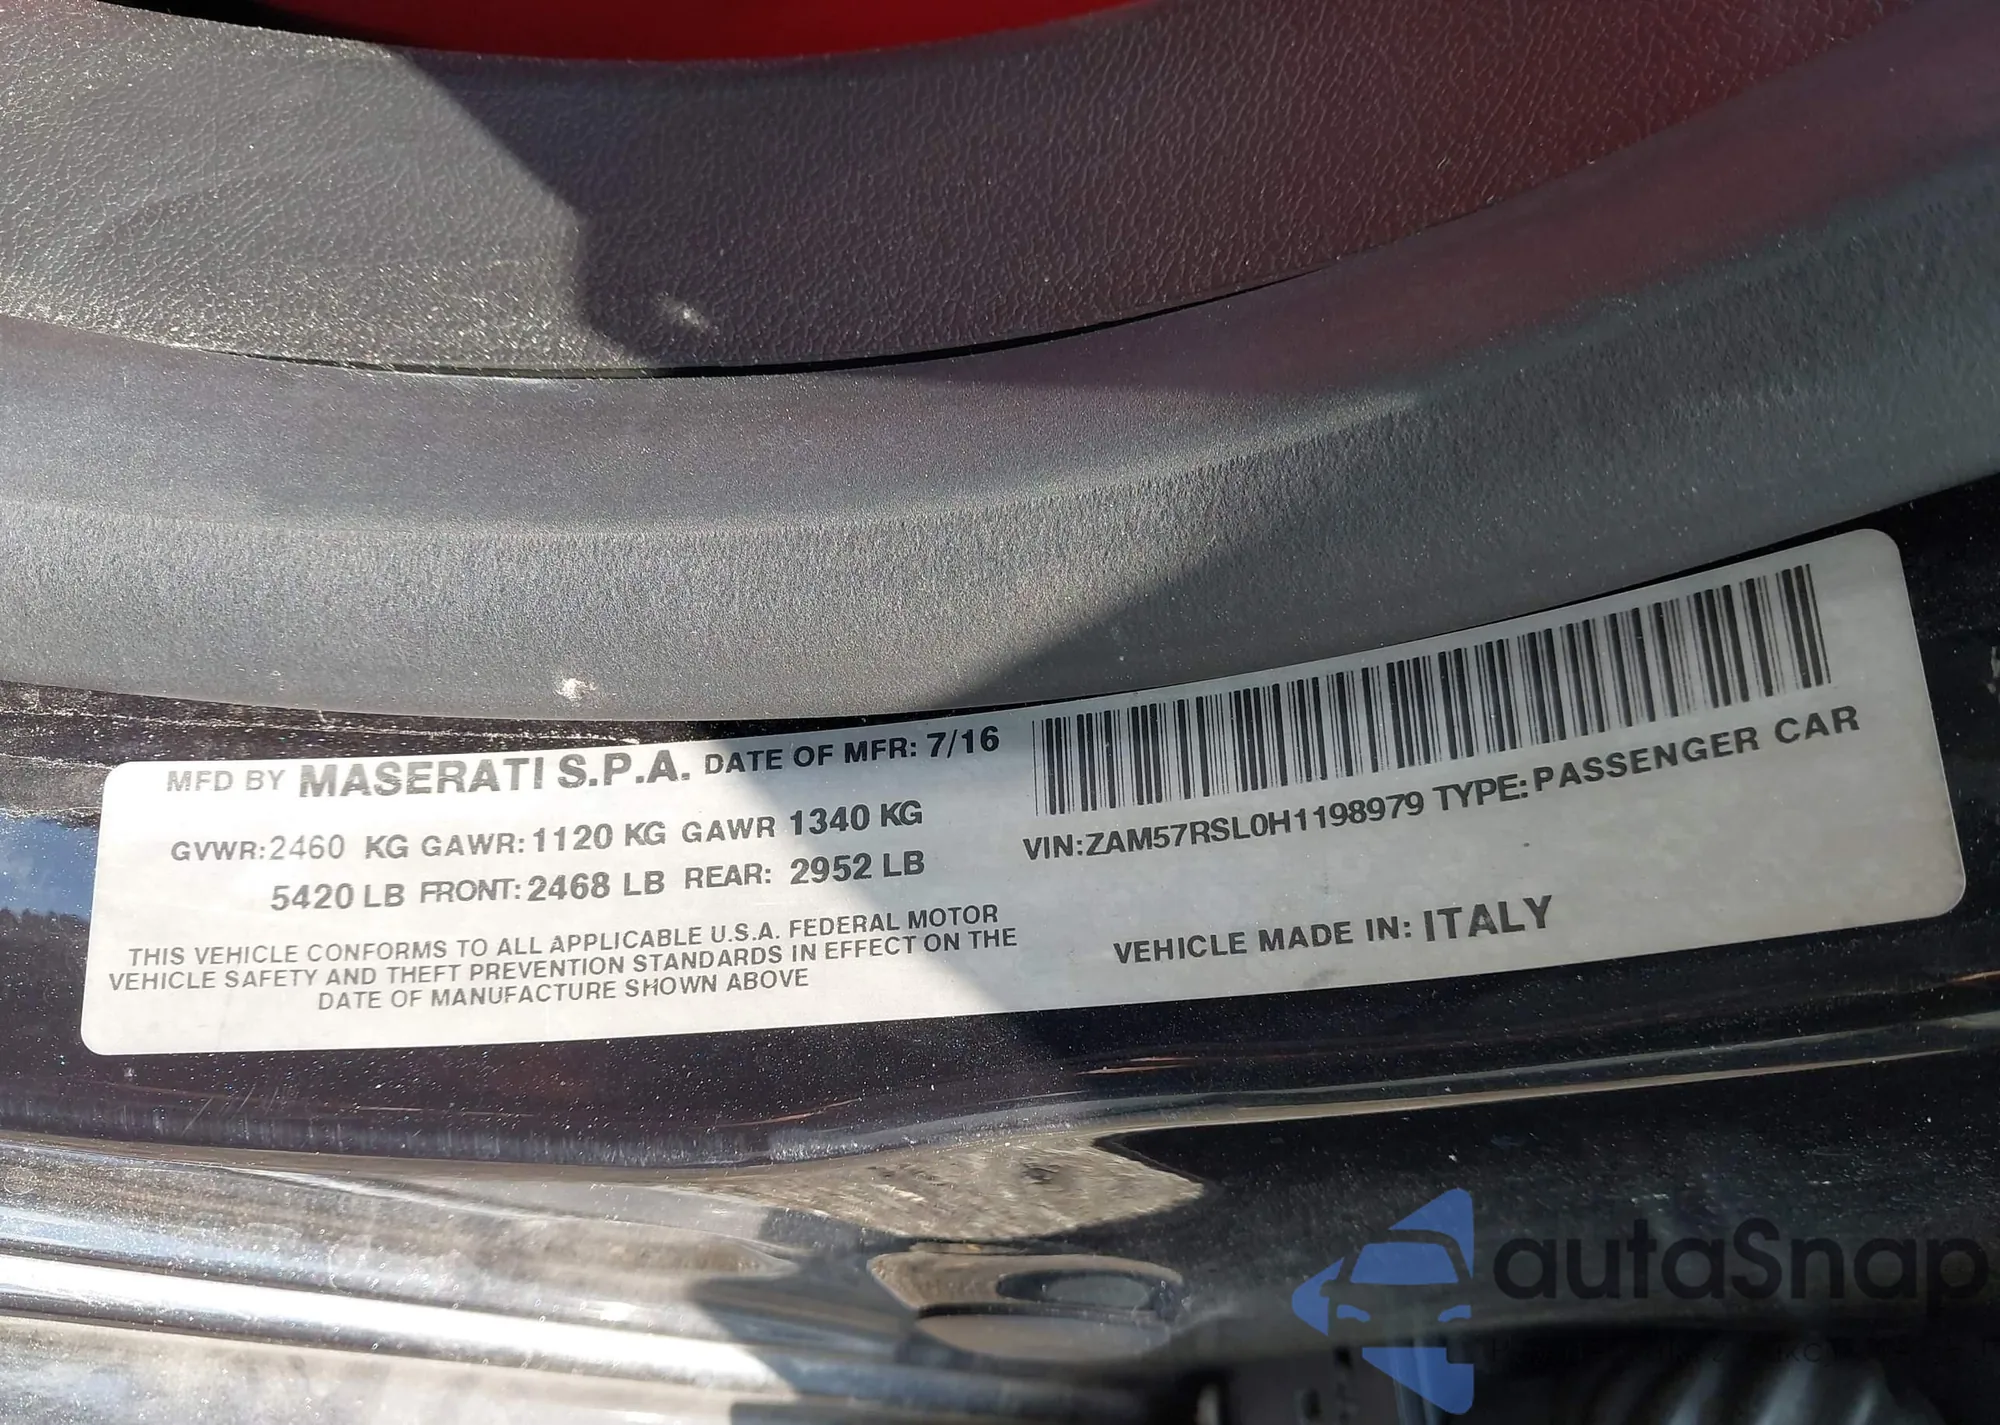 MFD BY MASERATI S.P.A. DATE OF MFR: 7/16
GVWR:2460 KG GAWR:1120 KG GAWR 1340 KG
5420 LB FRONT:2468 LB REAR: 2952 LB
THIS VEHICLE CONFORMS TO ALL APPLICABLE U.S.A. FEDERAL MOTOR
VEHICLE SAFETY AND THEFT PREVENTION STANDARDS IN EFFECT ON THE
DATE OF MANUFACTURE SHOWN ABOVE
VIN:ZAM57RSL0H1198979 TYPE:PASSENGER CAR
VEHICLE MADE IN: ITALY
autaSnap